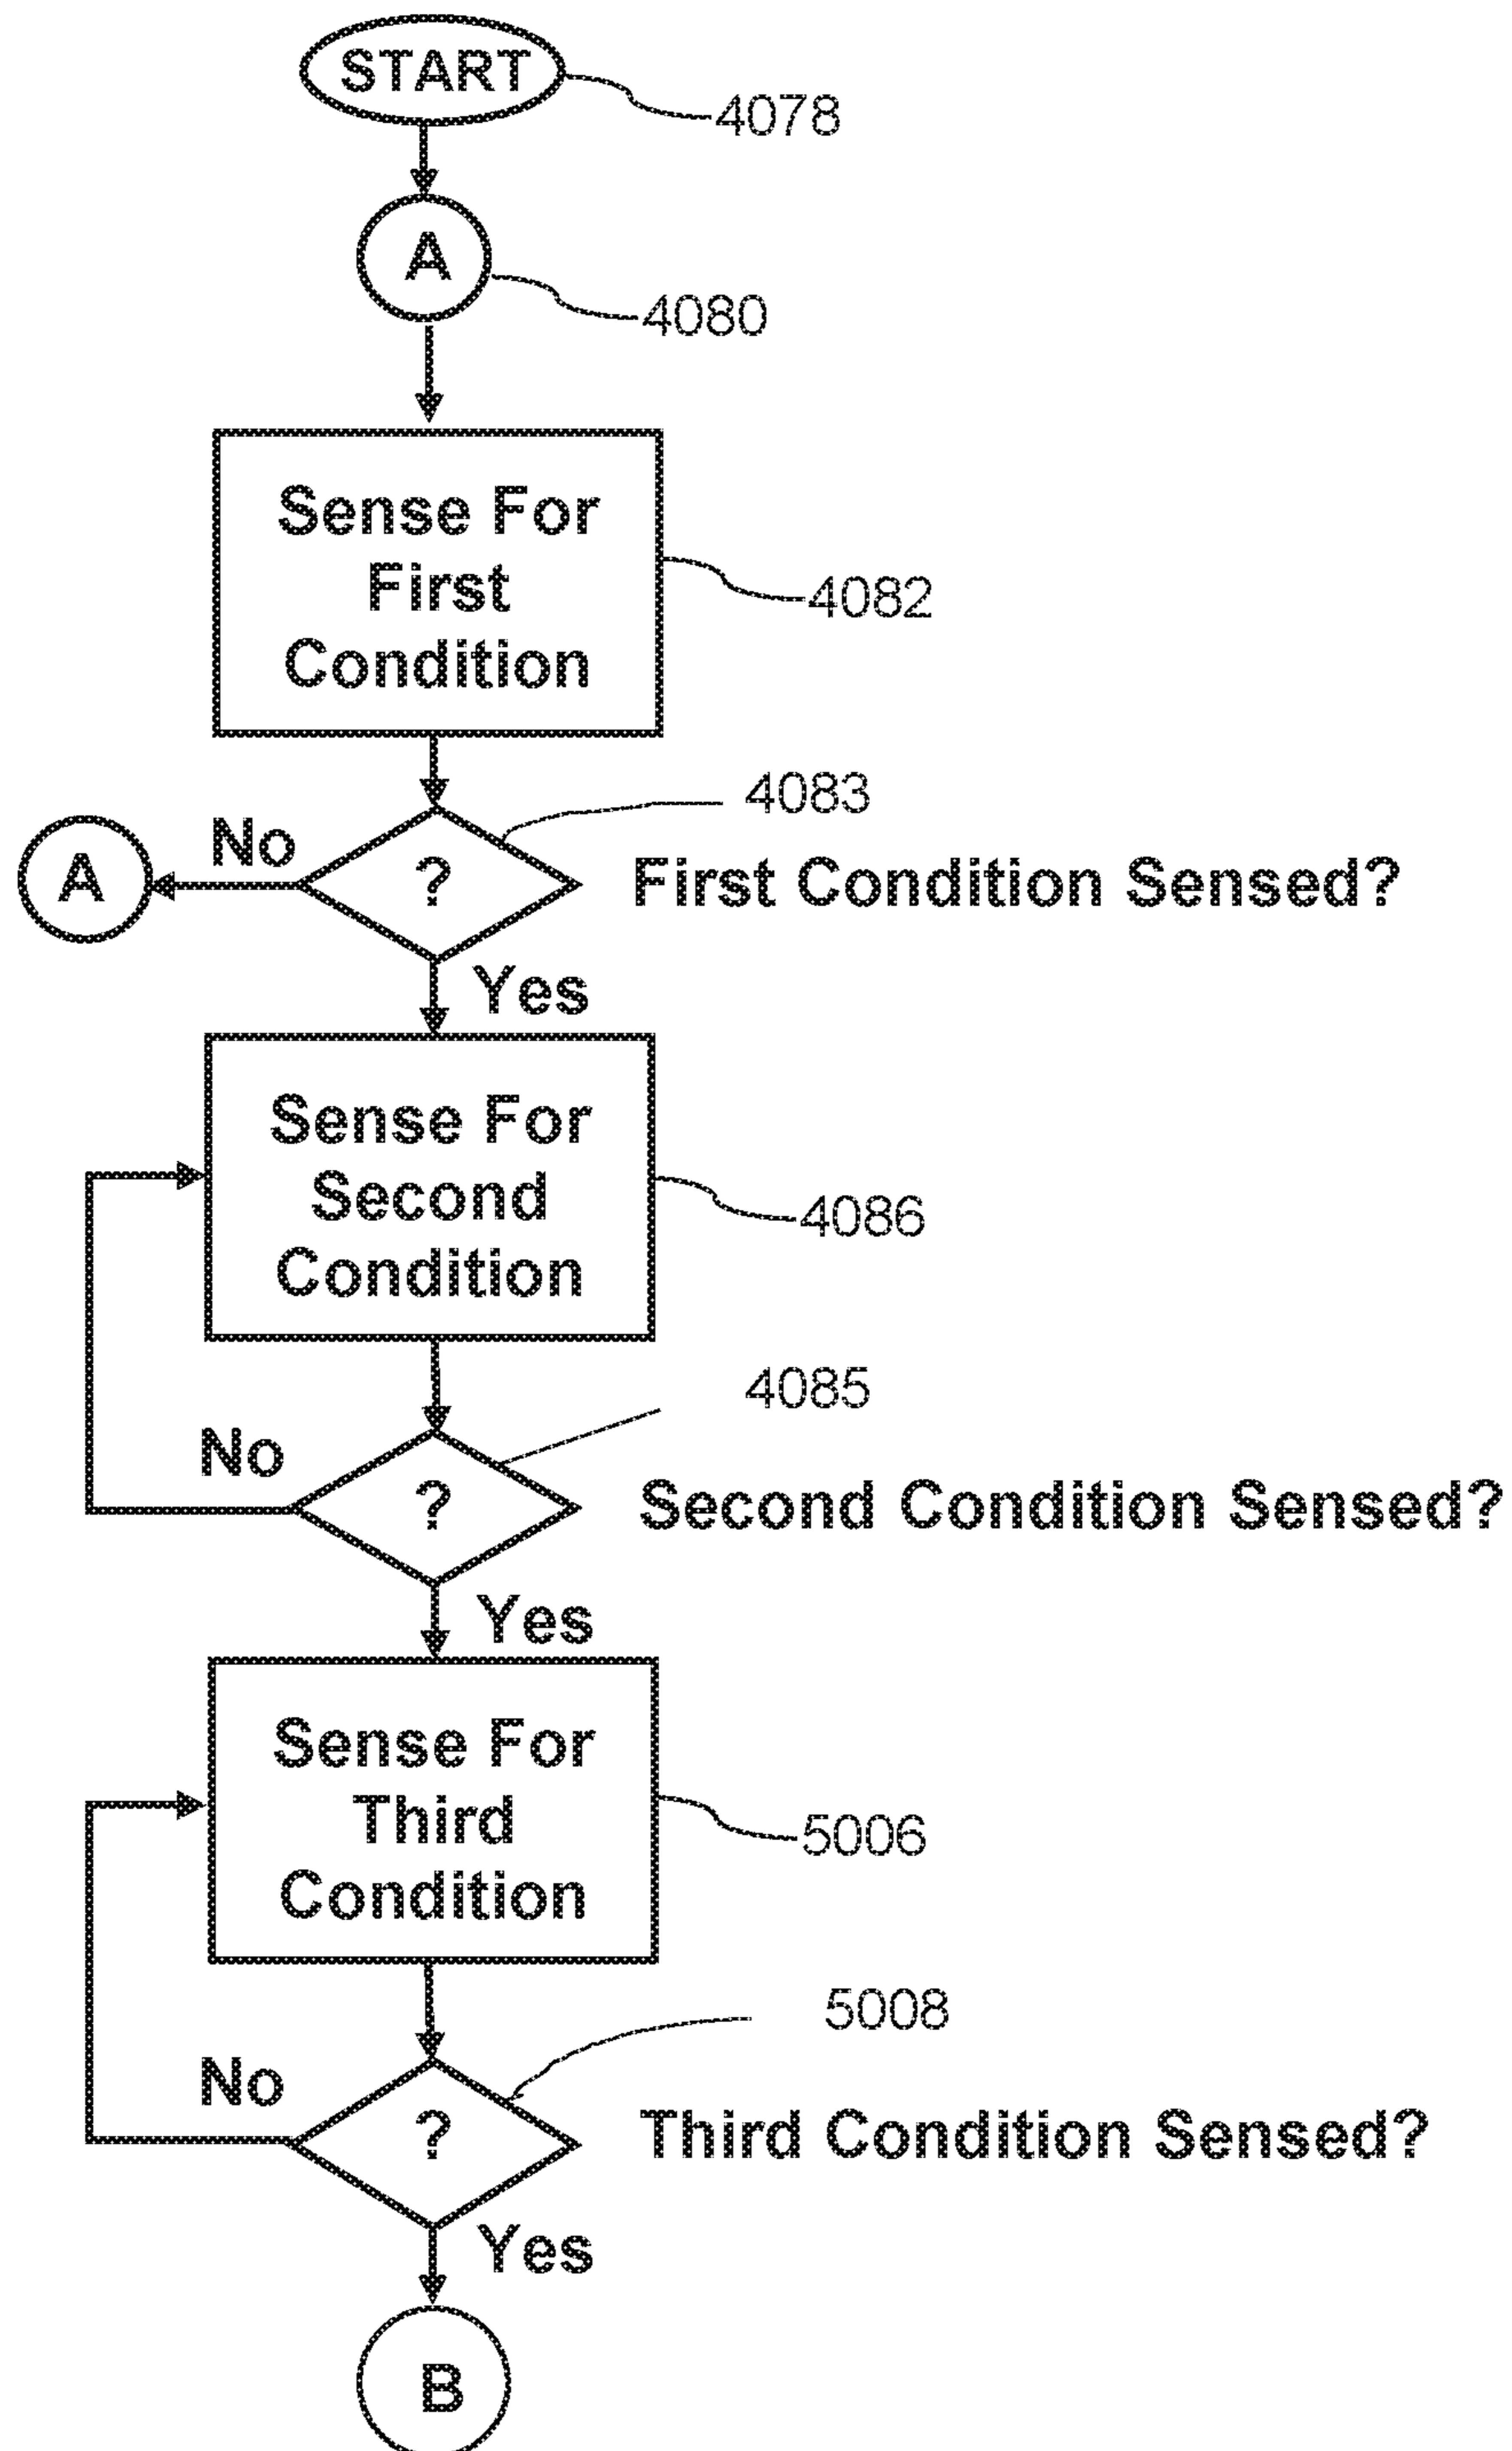 START
4078
A
4080
Sense For
First
Condition
4082
4083
No
A
?
First Condition Sensed?
Yes
Sense For
Second
Condition
4086
4085
No
?
Second Condition Sensed?
Yes
Sense For
Third
Condition
5006
5008
No
?
Third Condition Sensed?
Yes
B